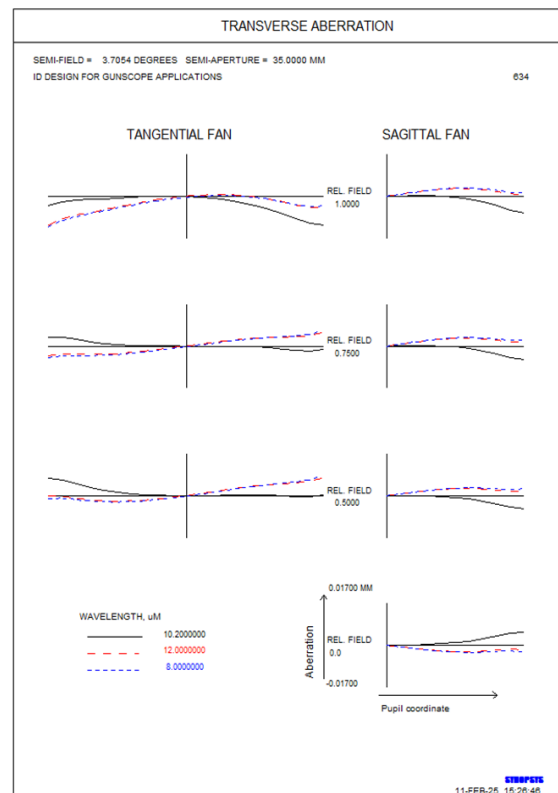 TRANSVERSE ABERRATION
SEMI-FIELD = 3.7054 DEGREES SEMI-APERTURE = 35.0000 MM
ID DESIGN FOR GUNSCOPE APPLICATIONS 634
TANGENTIAL FAN SAGITTAL FAN
REL. FIELD
1.0000
REL. FIELD
0.7500
REL. FIELD
0.5000
0.01700 MM
WAVELENGTH, uM
10.2000000
12.0000000
8.0000000
Aberration
REL. FIELD
0.0
-0.01700
Pupil coordinate
SYNOPSYS
11-FEB-25 15:26:46